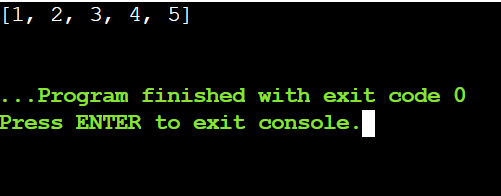 [1, 2, 3, 4, 5]
...Program finished with exit code 0
Press ENTER to exit console.